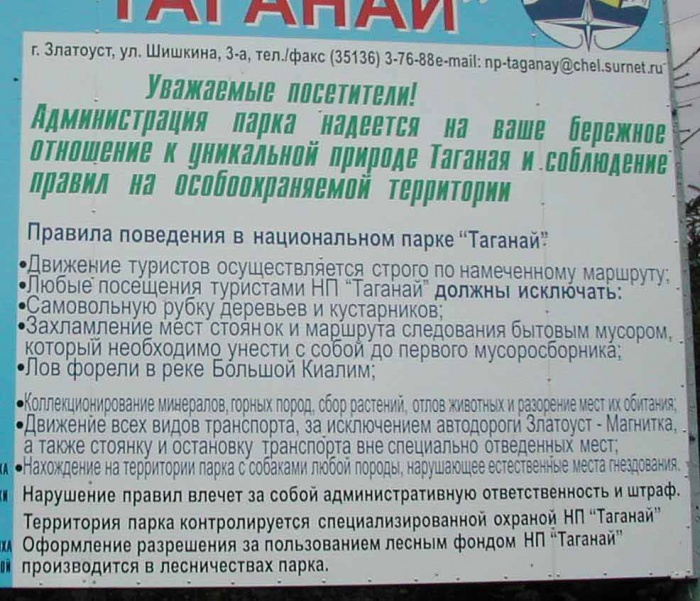 ТАГАНАЙ"
г. Златоуст, ул. Шишкина, 3-а, тел./факс (35136) 3-76-88e-mail: np-taganay@chel.surnet.ru
Уважаемые посетители!
Администрация парка надеется на ваше бережное
отношение к уникальной природе Таганая и соблюдение
правил на особоохраняемой территории
Правила поведения в национальном парке "Таганай":
•Движение туристов осуществляется строго по намеченному маршруту;
•Любые посещения туристами НП "Таганай" должны исключать:
•Самовольную рубку деревьев и кустарников;
•Захламление мест стоянок и маршрута следования бытовым мусором,
который необходимо унести с собой до первого мусоросборника;
•Лов форели в реке Большой Киалим;
•Коллекционирование минералов, горных пород, сбор растений, отлов животных и разорение мест их обитания;
•Движение всех видов транспорта, за исключением автодороги Златоуст - Магнитка,
а также стоянку и остановку транспорта вне специально отведенных мест;
•Нахождение на территории парка с собаками любой породы, нарушающее естественные места гнездования.
Нарушение правил влечет за собой административную ответственность и штраф.
Территория парка контролируется специализированной охраной НП "Таганай"
Оформление разрешения за пользованием лесным фондом НП "Таганай"
производится в лесничествах парка.